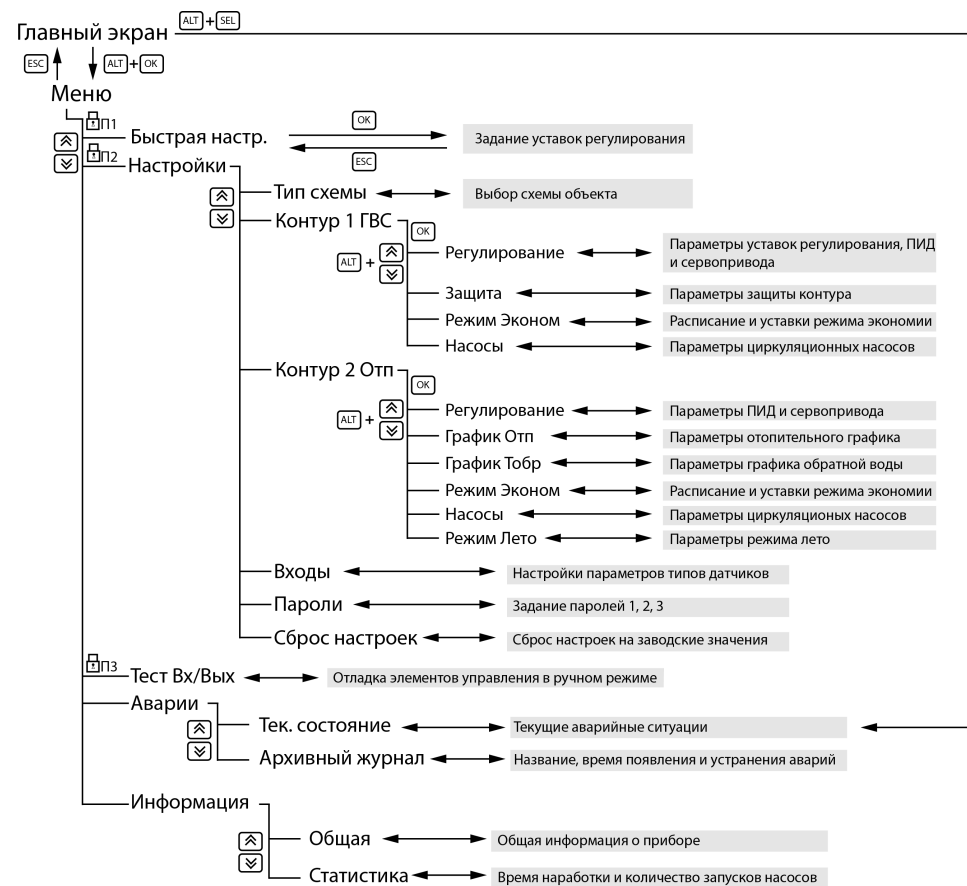 ALT + SEL
Главный экран
ESC ALT + OK
Меню
П1
Быстрая настр. OK ESC Задание уставок регулирования
П2
Настройки
Тип схемы Выбор схемы объекта
Контур 1 ГВС
OK
ALT +
Регулирование Параметры уставок регулирования, ПИД
и сервопривода
Защита Параметры защиты контура
Режим Эконом Расписание и уставки режима экономии
Насосы Параметры циркуляционных насосов
Контур 2 Отп
OK
ALT +
Регулирование Параметры ПИД и сервопривода
График Отп Параметры отопительного графика
График Тобр Параметры графика обратной воды
Режим Эконом Расписание и уставки режима экономии
Насосы Параметры циркуляционых насосов
Режим Лето Параметры режима лето
Входы Настройки параметров типов датчиков
Пароли Задание паролей 1, 2, 3
Сброс настроек Сброс настроек на заводские значения
П3
Тест Вх/Вых Отладка элементов управления в ручном режиме
Аварии
Тек. состояние Текущие аварийные ситуации
Архивный журнал Название, время появления и устранения аварий
Информация
Общая Общая информация о приборе
Статистика Время наработки и количество запусков насосов